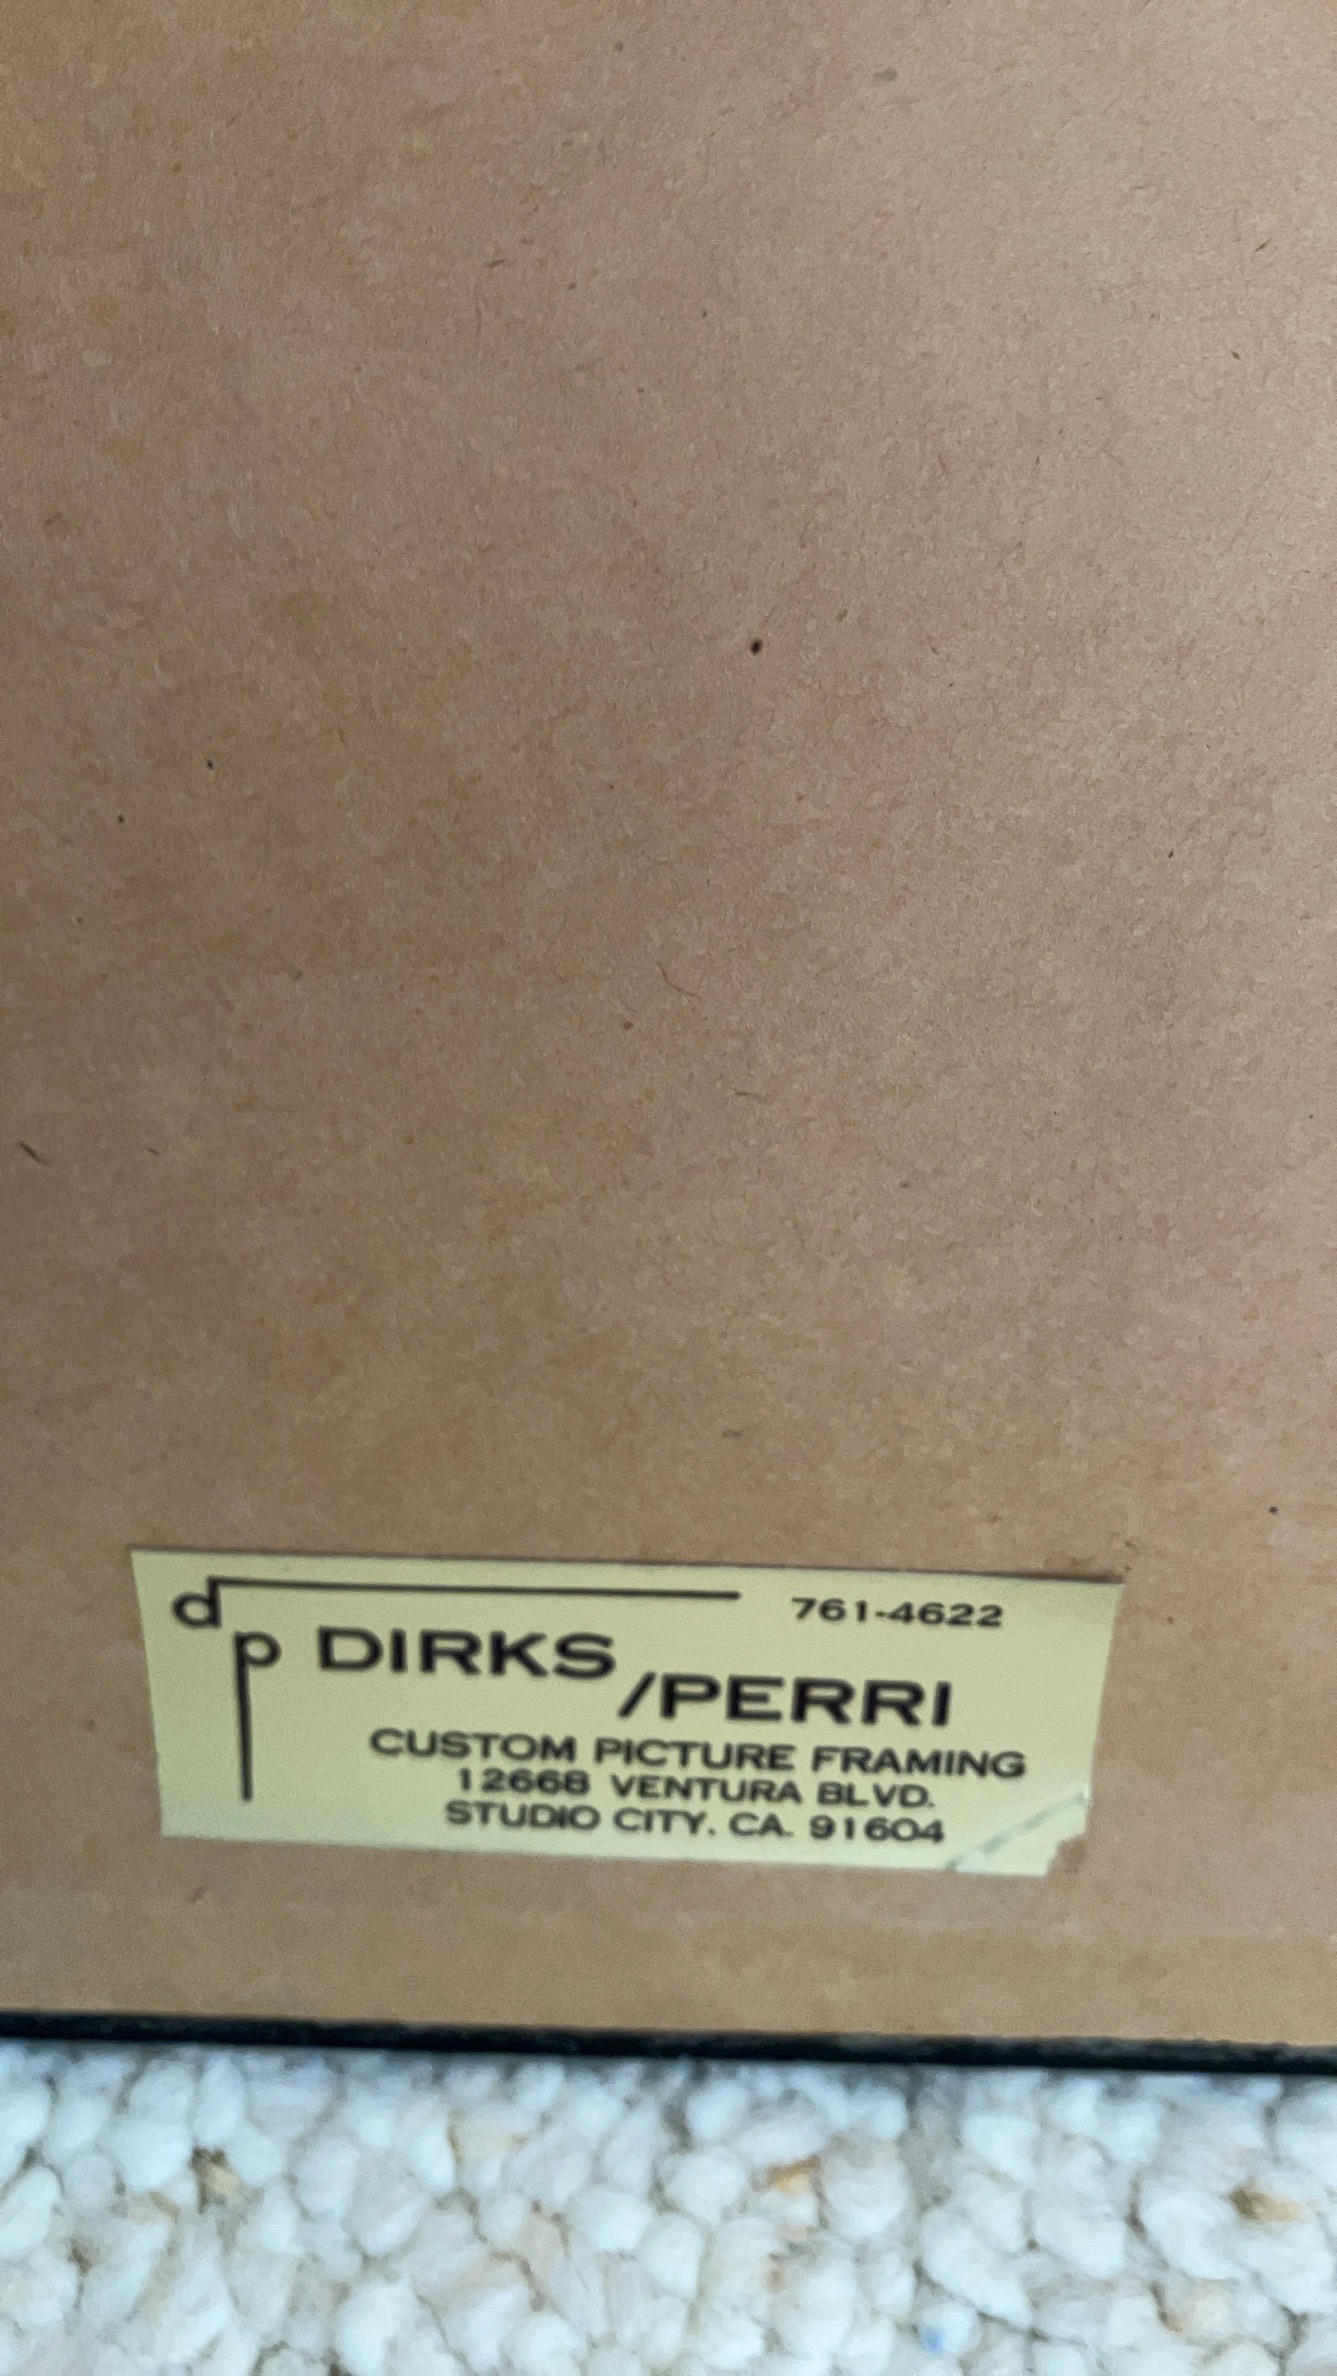 dp
761-4622
DIRKS
/PERRI
CUSTOM PICTURE FRAMING
12668 VENTURA BLVD.
STUDIO CITY, CA. 91604